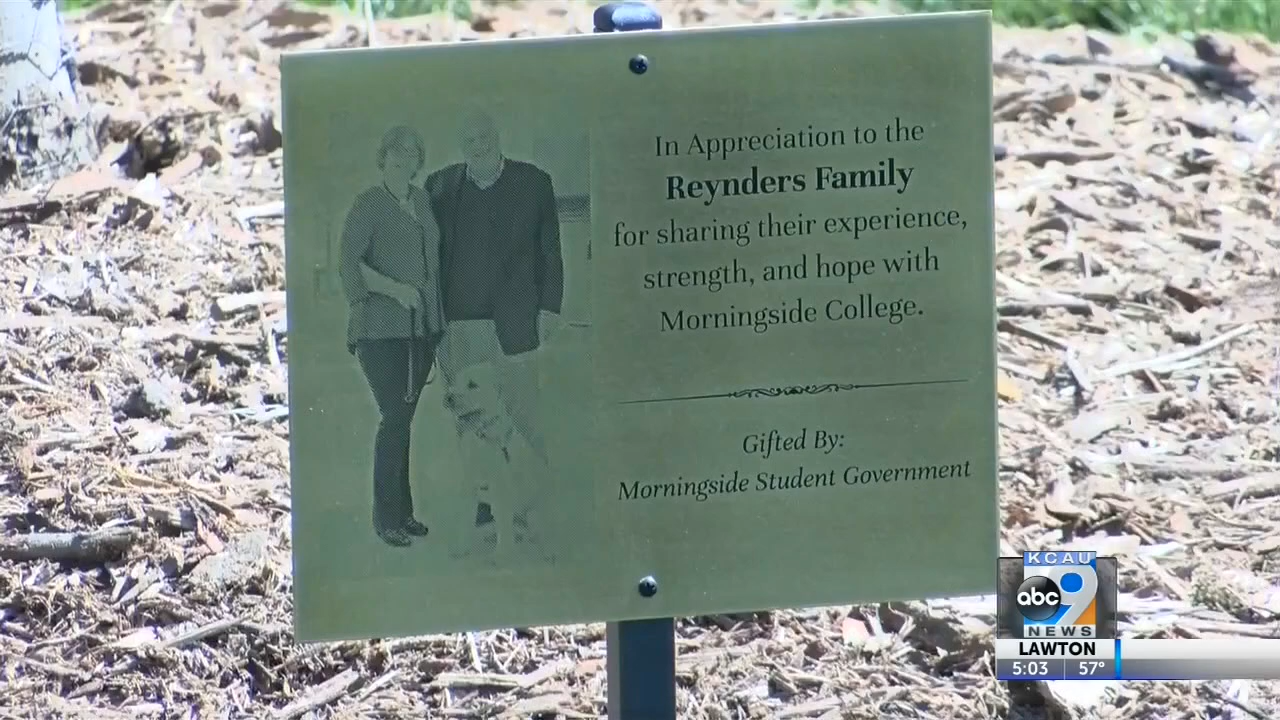 In Appreciation to the
Reynders Family
for sharing their experience,
strength, and hope with
Morningside College.
Gifted By:
Morningside Student Government
KCAU
abc 9
NEWS
LAWTON
5:03 57°